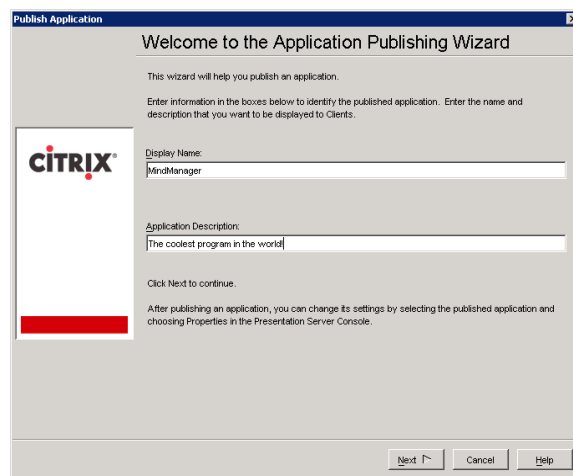 Publish Application
Welcome to the Application Publishing Wizard
This wizard will help you publish an application.
Enter information in the boxes below to identify the published application. Enter the name and
description that you want to be displayed to Clients.
CITRIX
Display Name:
MindManager
Application Description:
The coolest program in the world!
Click Next to continue.
After publishing an application, you can change its settings by selecting the published application and
choosing Properties in the Presentation Server Console.
Next
Cancel
Help